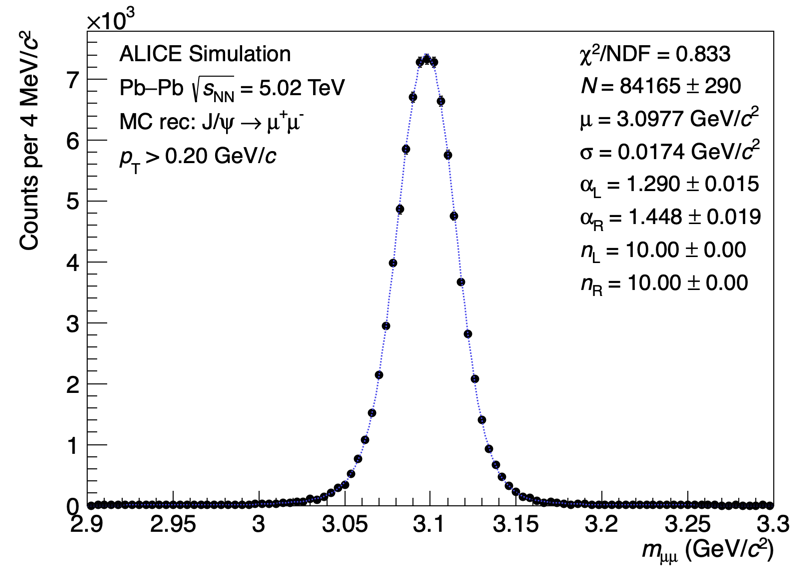 ×10³
Counts per 4 MeV/c²
ALICE Simulation
Pb–Pb √sNN = 5.02 TeV
MC rec: J/ψ → μ⁺μ⁻
pT > 0.20 GeV/c
χ²/NDF = 0.833
N = 84165 ± 290
μ = 3.0977 GeV/c²
σ = 0.0174 GeV/c²
αL = 1.290 ± 0.015
αR = 1.448 ± 0.019
nL = 10.00 ± 0.00
nR = 10.00 ± 0.00
7
6
5
4
3
2
1
0
2.9 2.95 3 3.05 3.1 3.15 3.2 3.25 3.3
mμμ (GeV/c²)